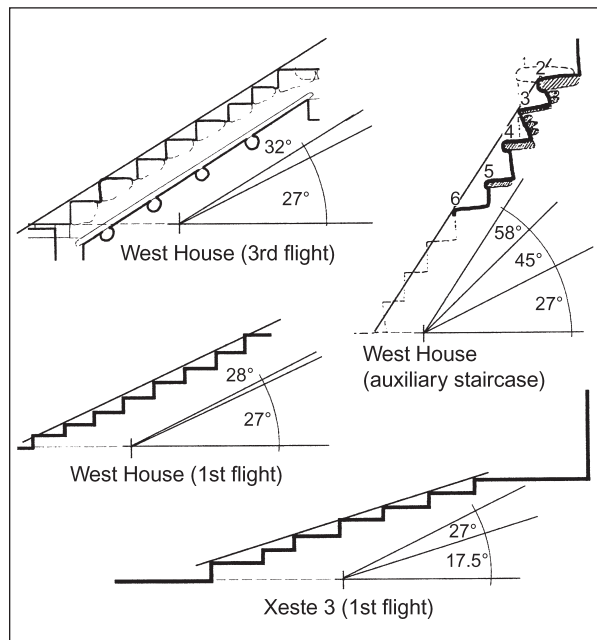 32°
27°
West House (3rd flight)
2
3
4
5
6
58°
45°
27°
West House
(auxiliary staircase)
28°
27°
West House (1st flight)
27°
17.5°
Xeste 3 (1st flight)